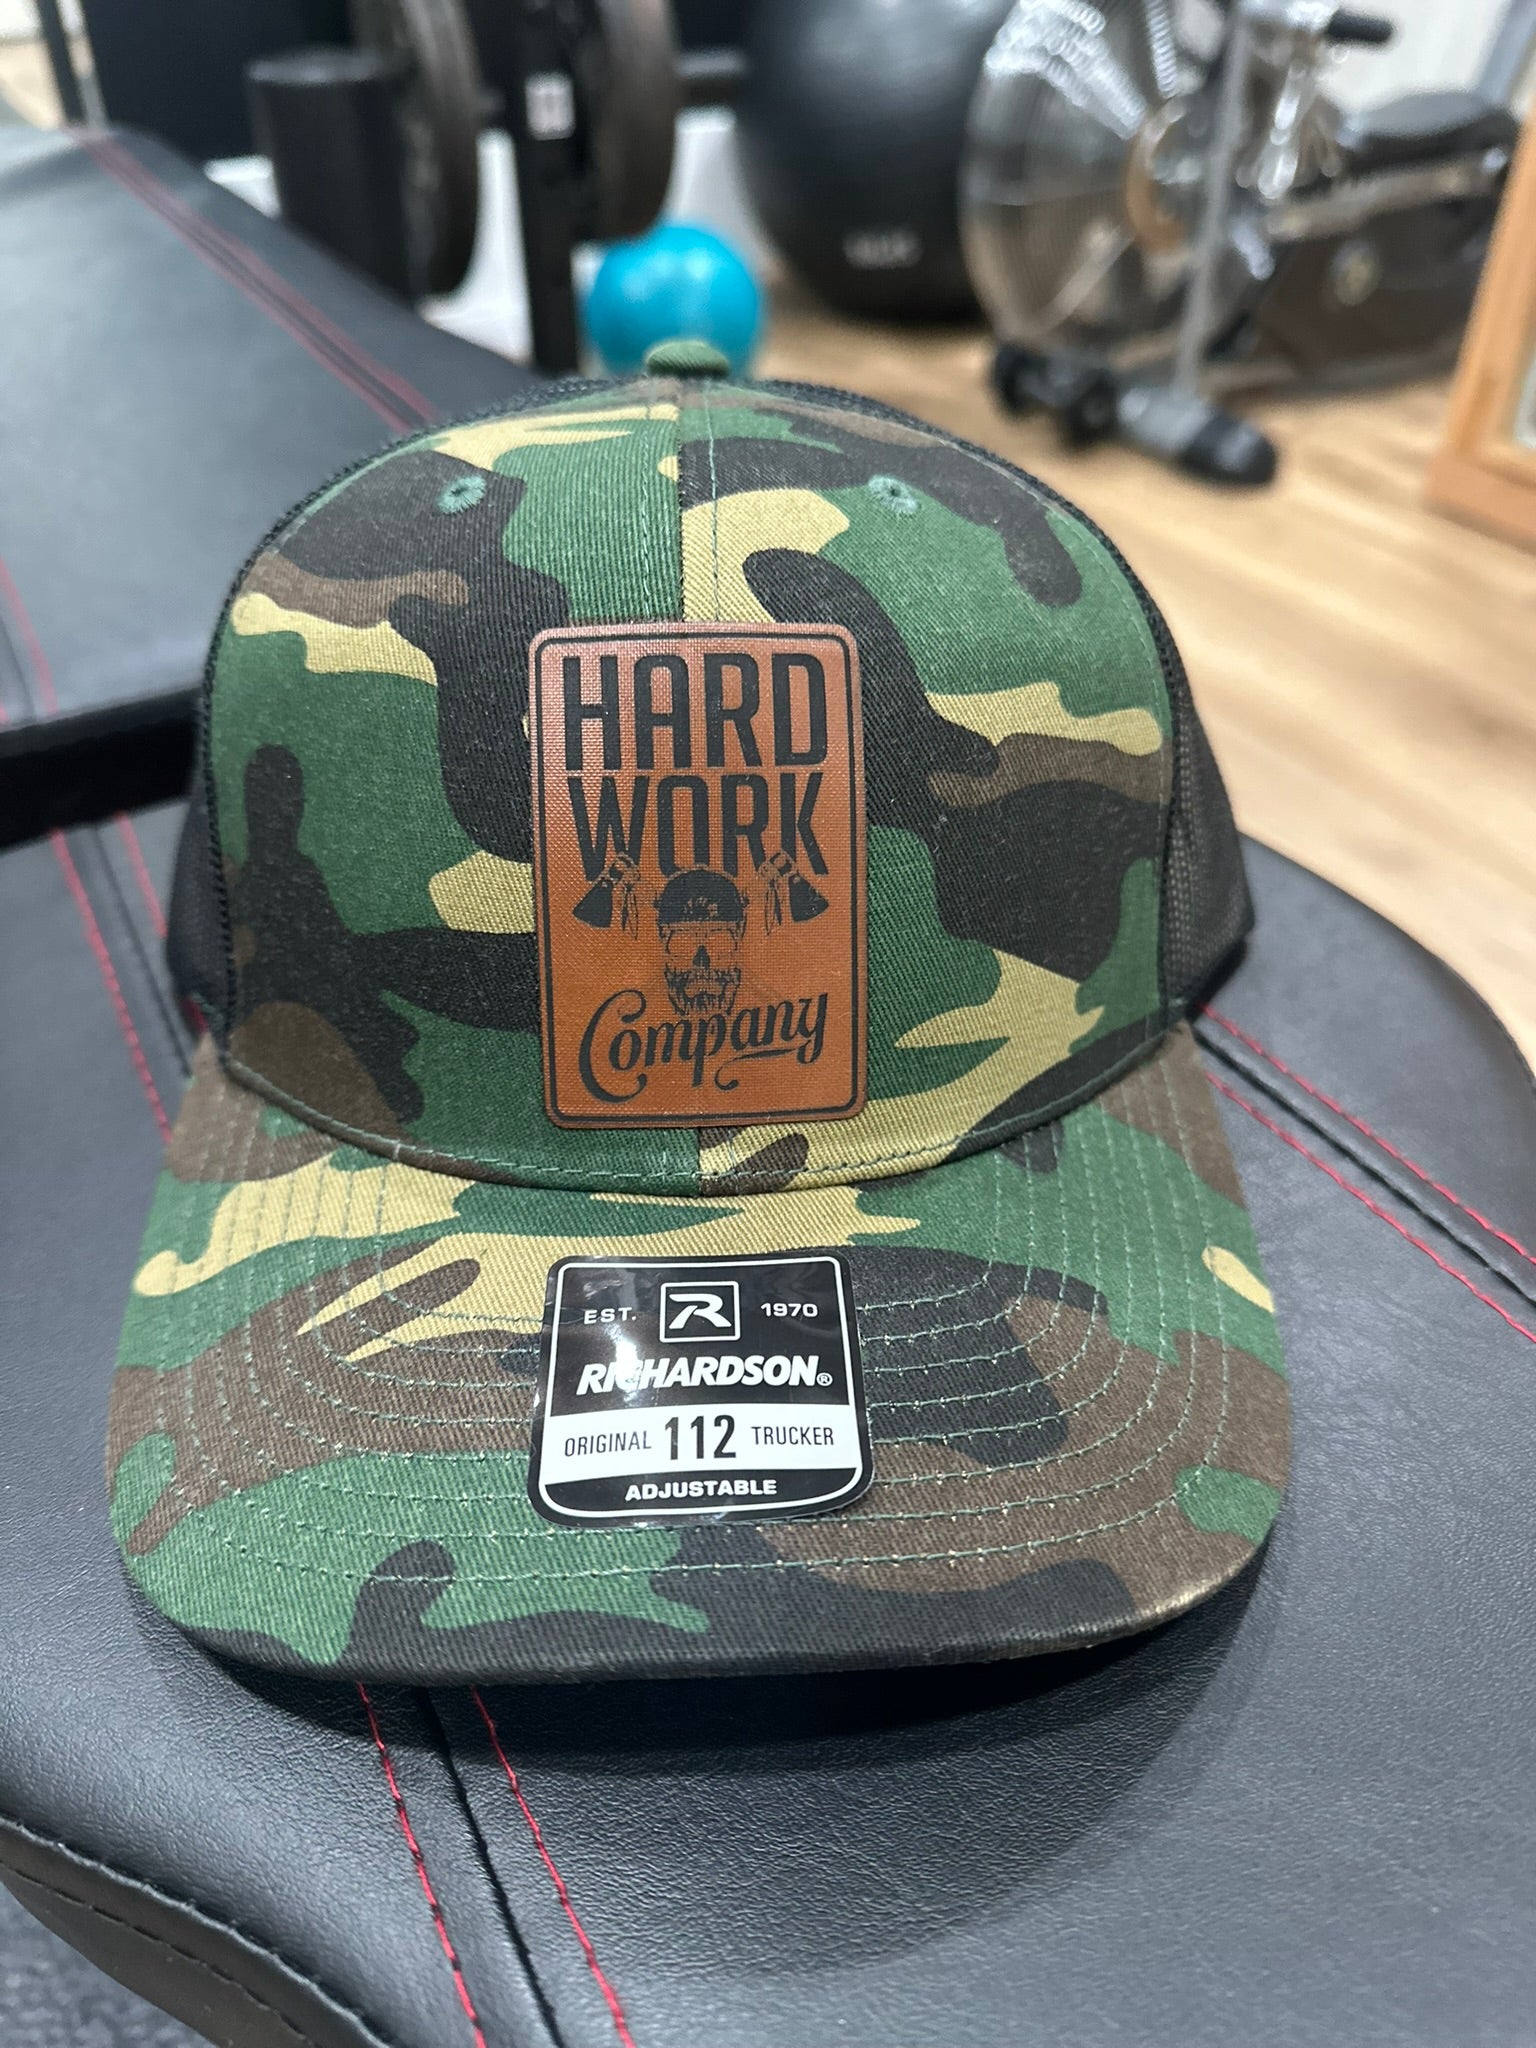 HARD
WORK
Company
EST. R 1970
RICHARDSON®
ORIGINAL 112 TRUCKER
ADJUSTABLE